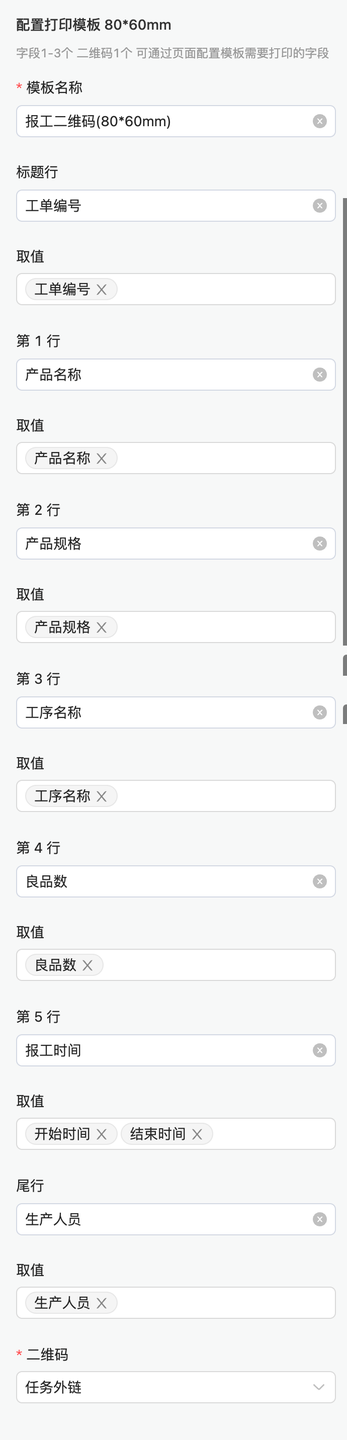 配置打印模板 80*60mm
字段1-3个 二维码1个 可通过页面配置模板需要打印的字段
* 模板名称
报工二维码(80*60mm)
标题行
工单编号
取值
工单编号
第 1 行
产品名称
取值
产品名称
第 2 行
产品规格
取值
产品规格
第 3 行
工序名称
取值
工序名称
第 4 行
良品数
取值
良品数
第 5 行
报工时间
取值
开始时间 结束时间
尾行
生产人员
取值
生产人员
* 二维码
任务外链